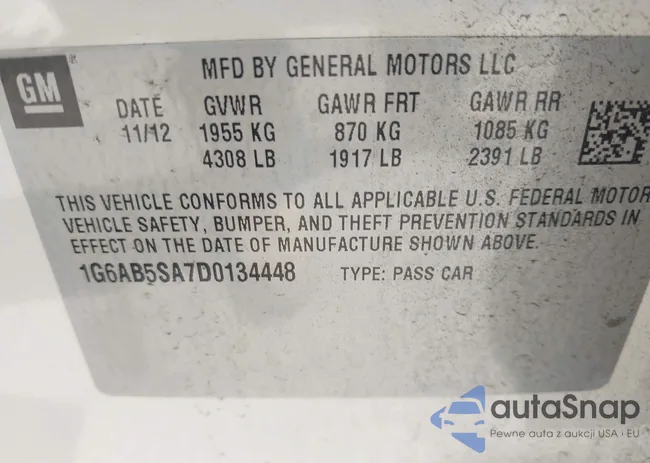 GM
MFD BY GENERAL MOTORS LLC
DATE GVWR GAWR FRT GAWR RR
11/12 1955 KG 870 KG 1085 KG
4308 LB 1917 LB 2391 LB
THIS VEHICLE CONFORMS TO ALL APPLICABLE U.S. FEDERAL MOTOR
VEHICLE SAFETY, BUMPER, AND THEFT PREVENTION STANDARDS IN
EFFECT ON THE DATE OF MANUFACTURE SHOWN ABOVE.
1G6AB5SA7D0134448 TYPE: PASS CAR
autaSnap
Pewne auta z aukcji USA i EU